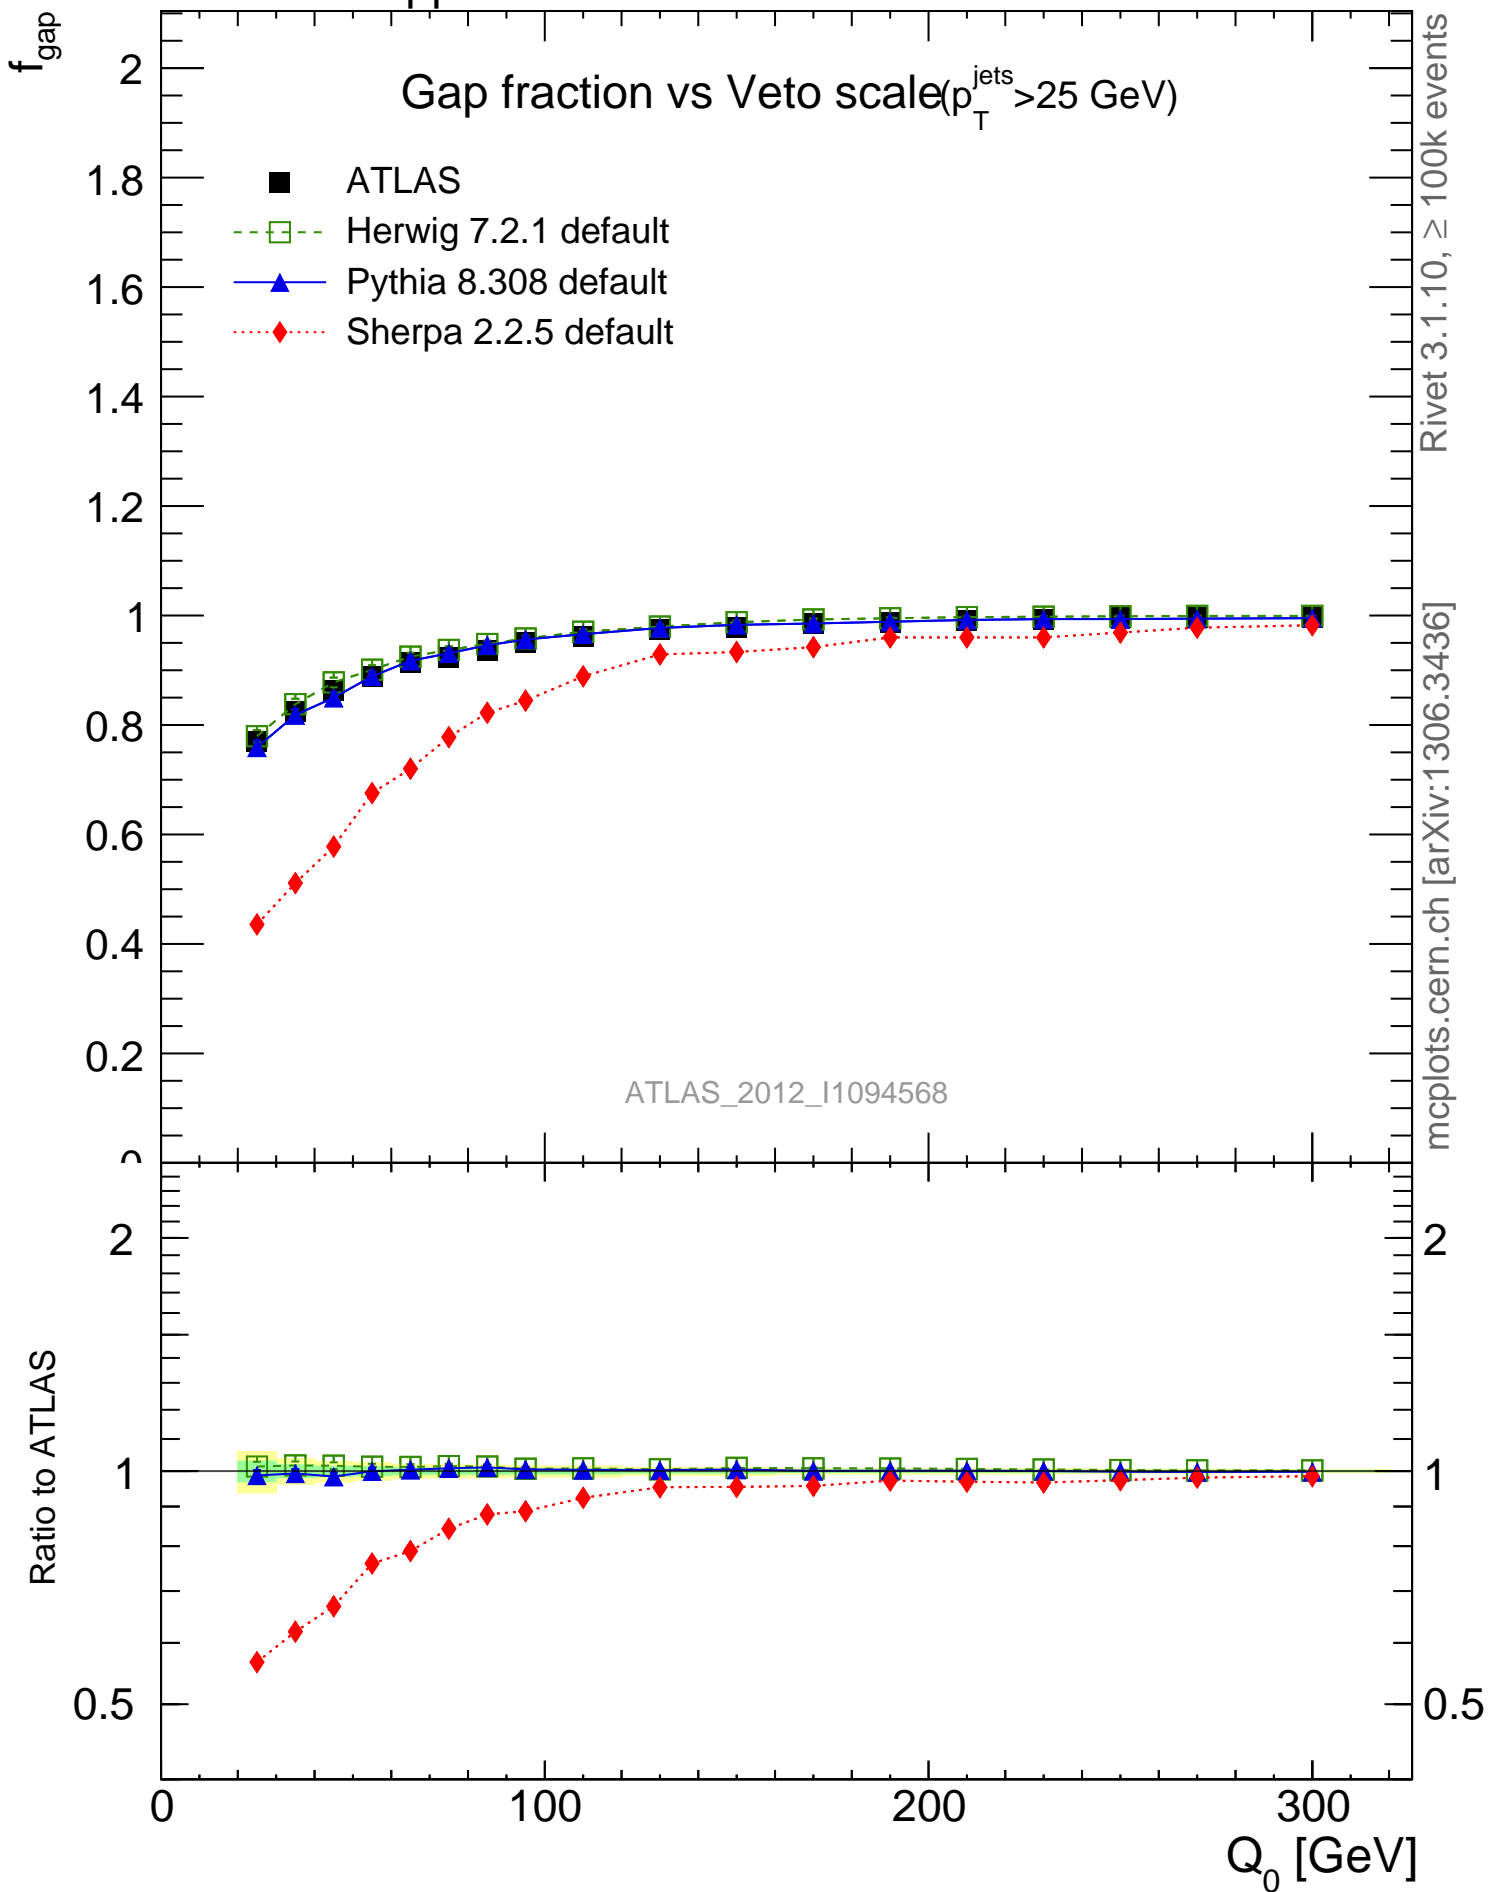 f_gap
Gap fraction vs Veto scale(p_T^jets>25 GeV)
ATLAS
Herwig 7.2.1 default
Pythia 8.308 default
Sherpa 2.2.5 default
2
1.8
1.6
1.4
1.2
1
0.8
0.6
0.4
0.2
0
ATLAS_2012_I1094568
Rivet 3.1.10, ≥ 100k events
mcplots.cern.ch [arXiv:1306.3436]
Ratio to ATLAS
2
1
0.5
2
1
0.5
0
100
200
300
Q_0 [GeV]